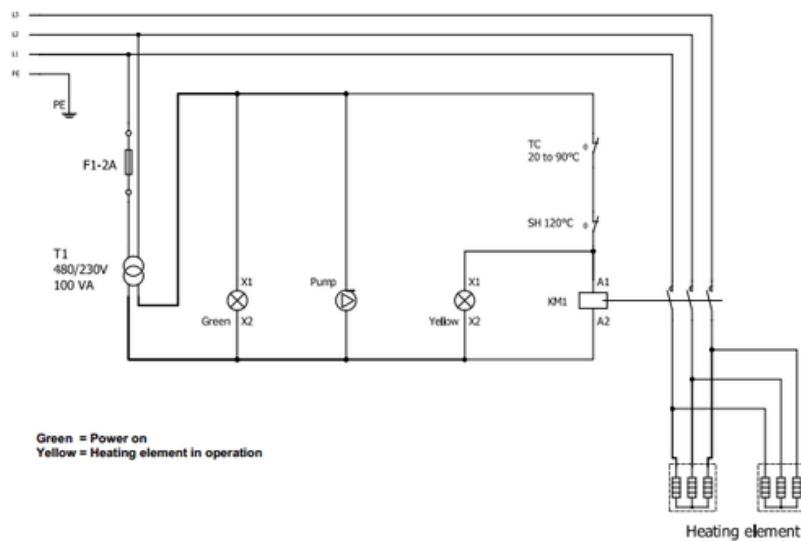 L3
L2
L1
PE
PE
F1-2A
TC
20 to 90°C
SH 120°C
T1
480/230V
100 VA
X1
Green
X2
Pump
X1
Yellow
X2
A1
KM1
A2
Green = Power on
Yellow = Heating element in operation
Heating element